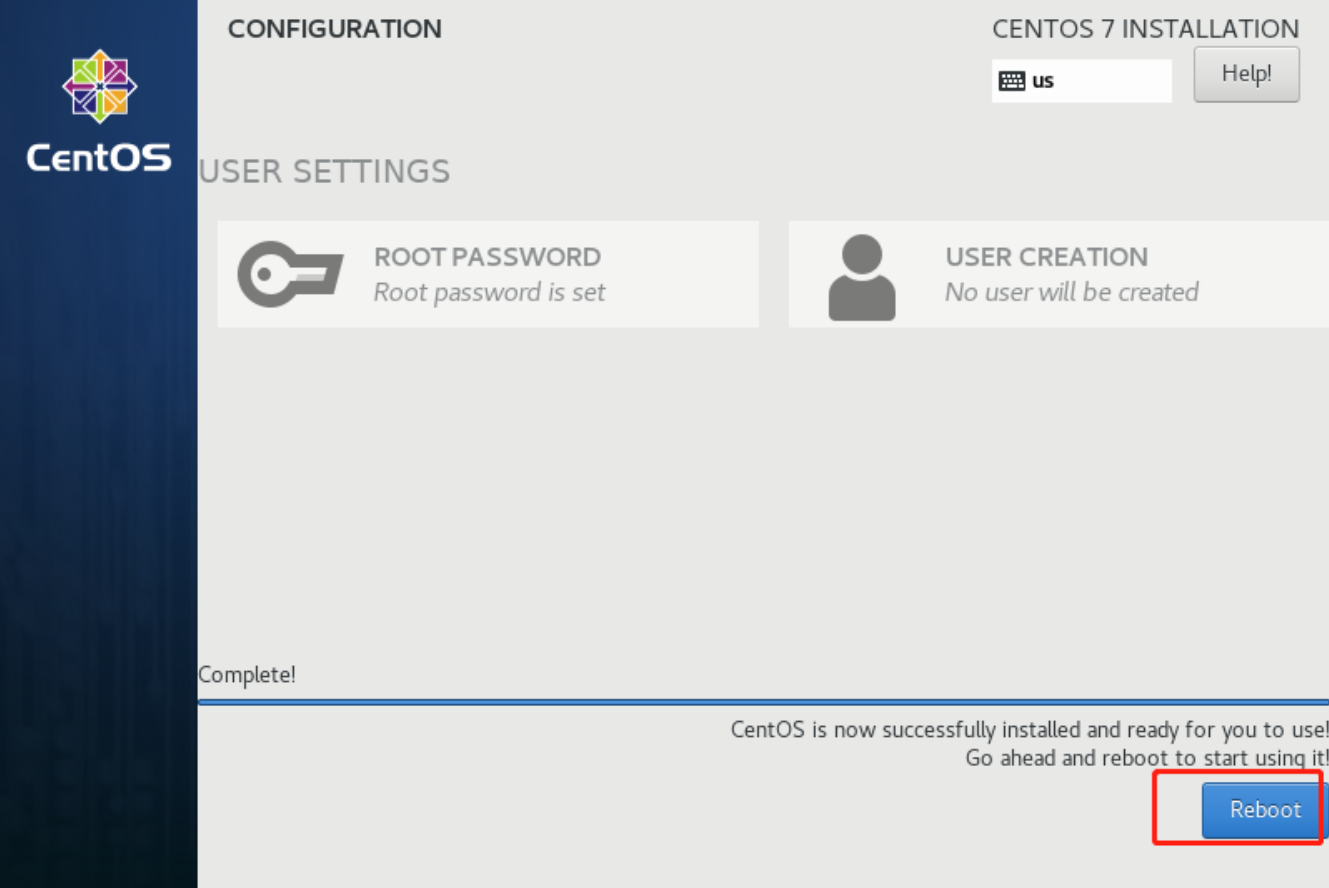 CONFIGURATION
CENTOS 7 INSTALLATION
us
Help!
CentOS
USER SETTINGS
ROOT PASSWORD
Root password is set
USER CREATION
No user will be created
Complete!
CentOS is now successfully installed and ready for you to use!
Go ahead and reboot to start using it!
Reboot